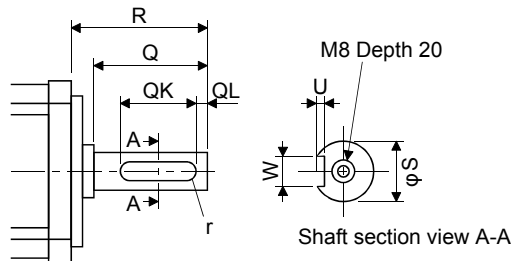 R
Q
QK QL
A
A
r
M8 Depth 20
U
W
φS
Shaft section view A-A